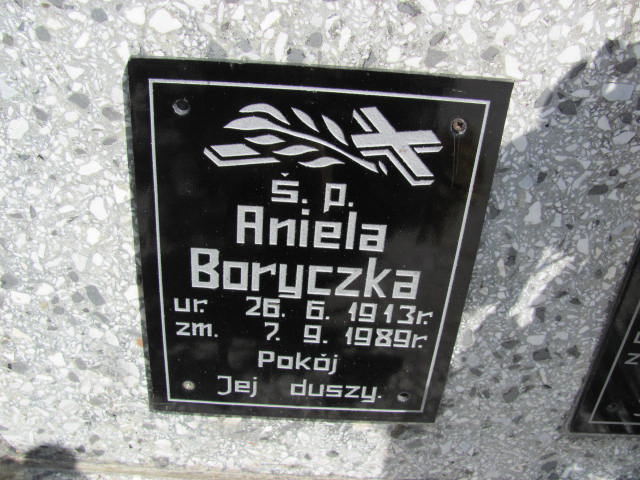 ś. p.
Aniela
Boryczka
ur. 26. 6. 1913r.
zm. 7. 9. 1989r.
Pokój
Jej duszy.